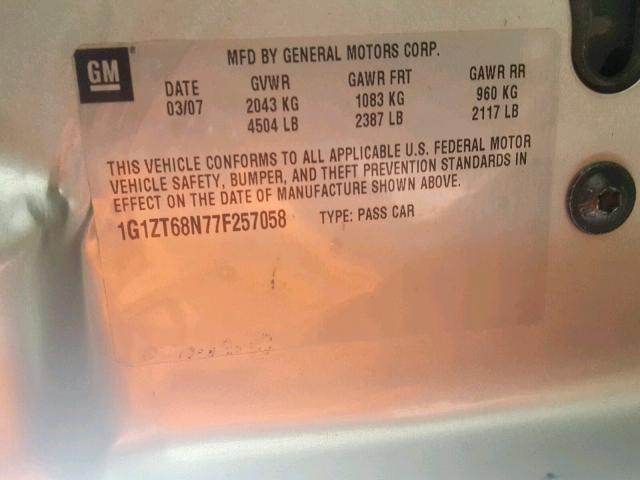 GM ®
MFD BY GENERAL MOTORS CORP.
DATE GVWR GAWR FRT GAWR RR
03/07 2043 KG 1083 KG 960 KG
4504 LB 2387 LB 2117 LB
THIS VEHICLE CONFORMS TO ALL APPLICABLE U.S. FEDERAL MOTOR
VEHICLE SAFETY, BUMPER, AND THEFT PREVENTION STANDARDS IN
EFFECT ON THE DATE OF MANUFACTURE SHOWN ABOVE.
1G1ZT68N77F257058 TYPE: PASS CAR